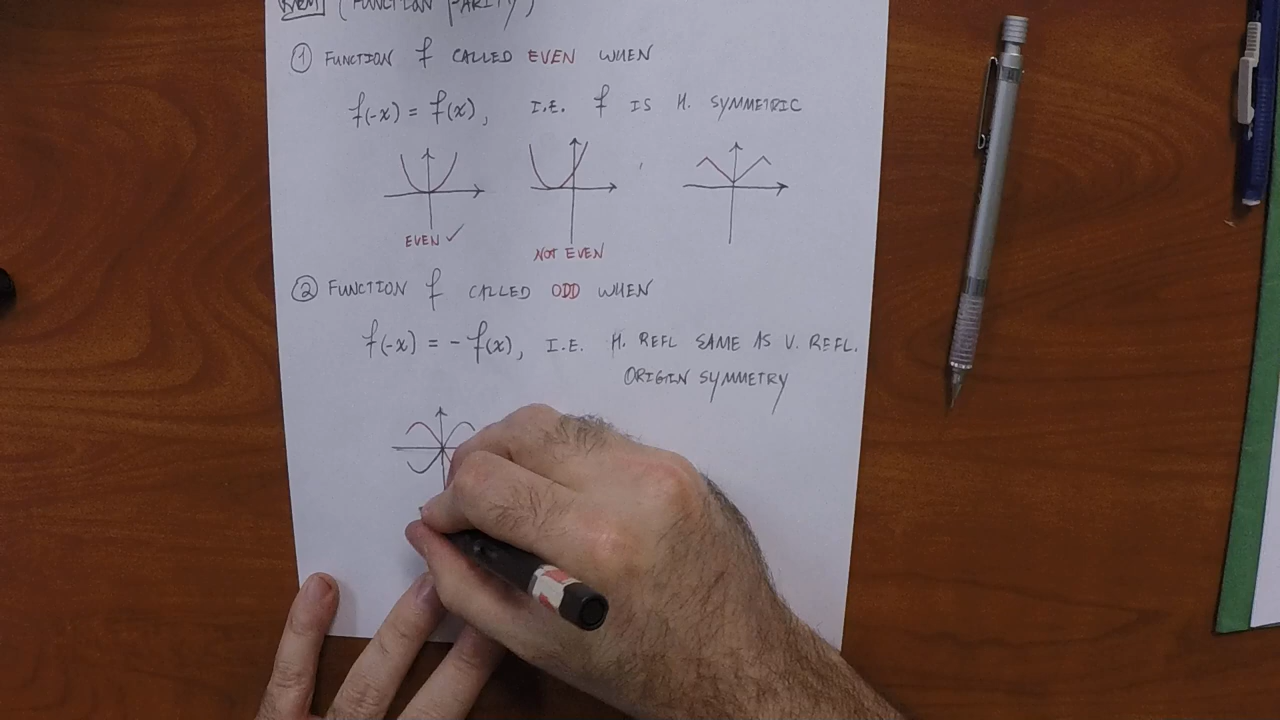 (FUNCTION PARITY)
① FUNCTION f CALLED EVEN WHEN
f(-x) = f(x), I.E. f IS H. SYMMETRIC
EVEN ✓
NOT EVEN
② FUNCTION f CALLED ODD WHEN
f(-x) = - f(x), I.E. H. REFL SAME AS V. REFL.
ORIGIN SYMMETRY